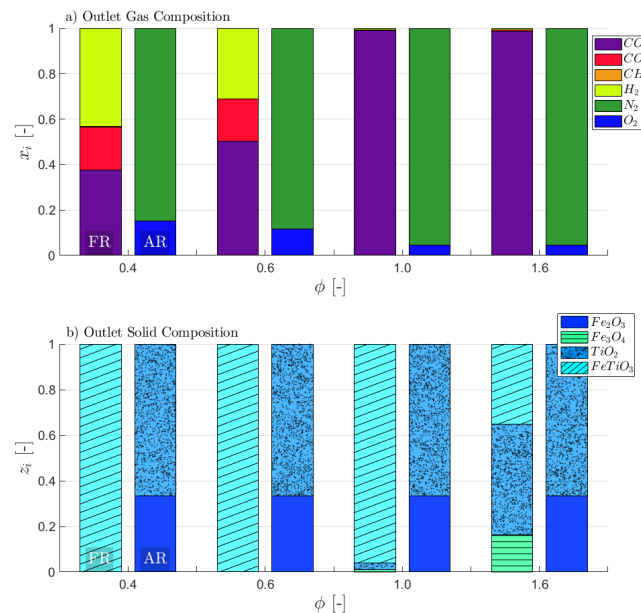 a) Outlet Gas Composition
1
0.8
0.6
0.4
0.2
0
x_i [-]
FR
AR
0.4
0.6
1.0
1.6
ϕ [-]
CO
CO
CH
H_2
N_2
O_2
b) Outlet Solid Composition
1
0.8
0.6
0.4
0.2
0
z_i [-]
FR
AR
0.4
0.6
1.0
1.6
ϕ [-]
Fe_2O_3
Fe_3O_4
TiO_2
FeTiO_3